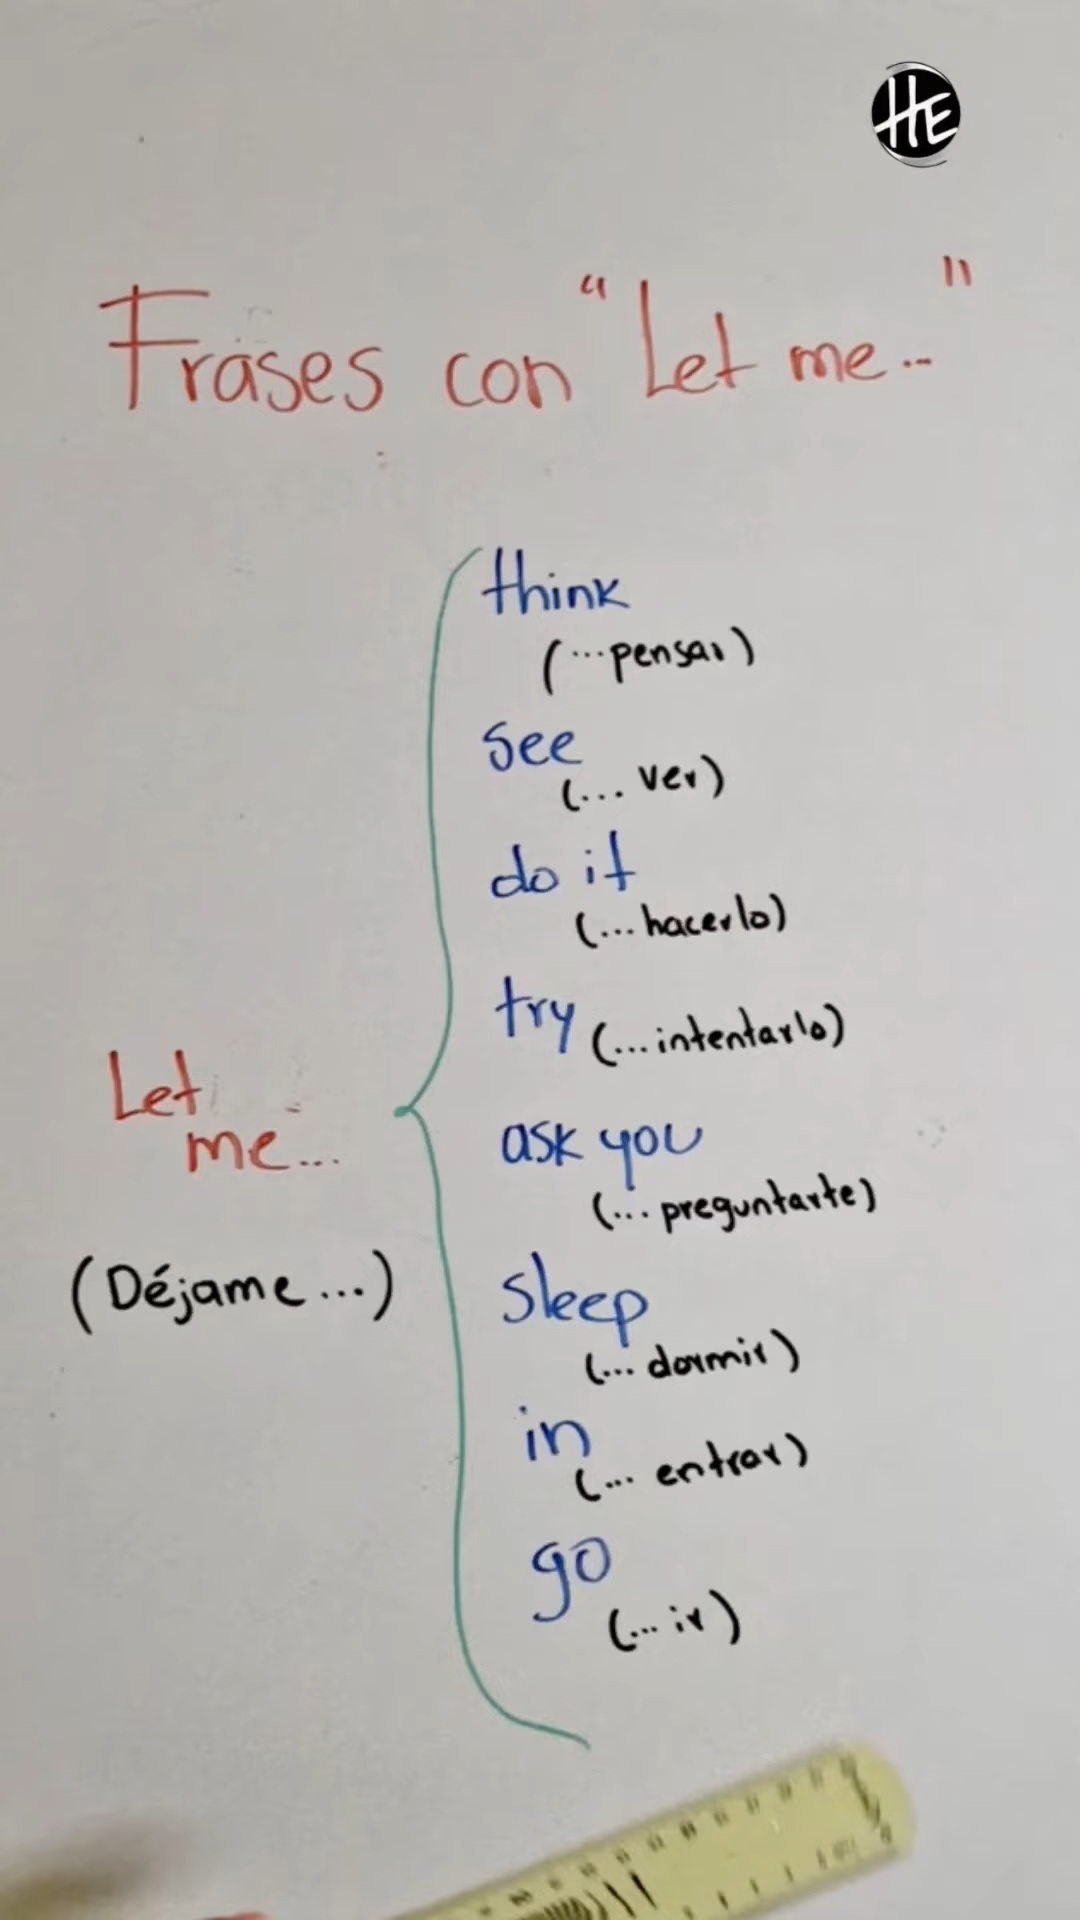 HE
Frases con "Let me.."
think
(...pensar)
see
(... ver)
do it
(...hacerlo)
try (...intentarlo)
Let
me...
ask you
(... preguntarte)
(Déjame...)
sleep
(... dormir)
in
(... entrar)
go
(... ir)